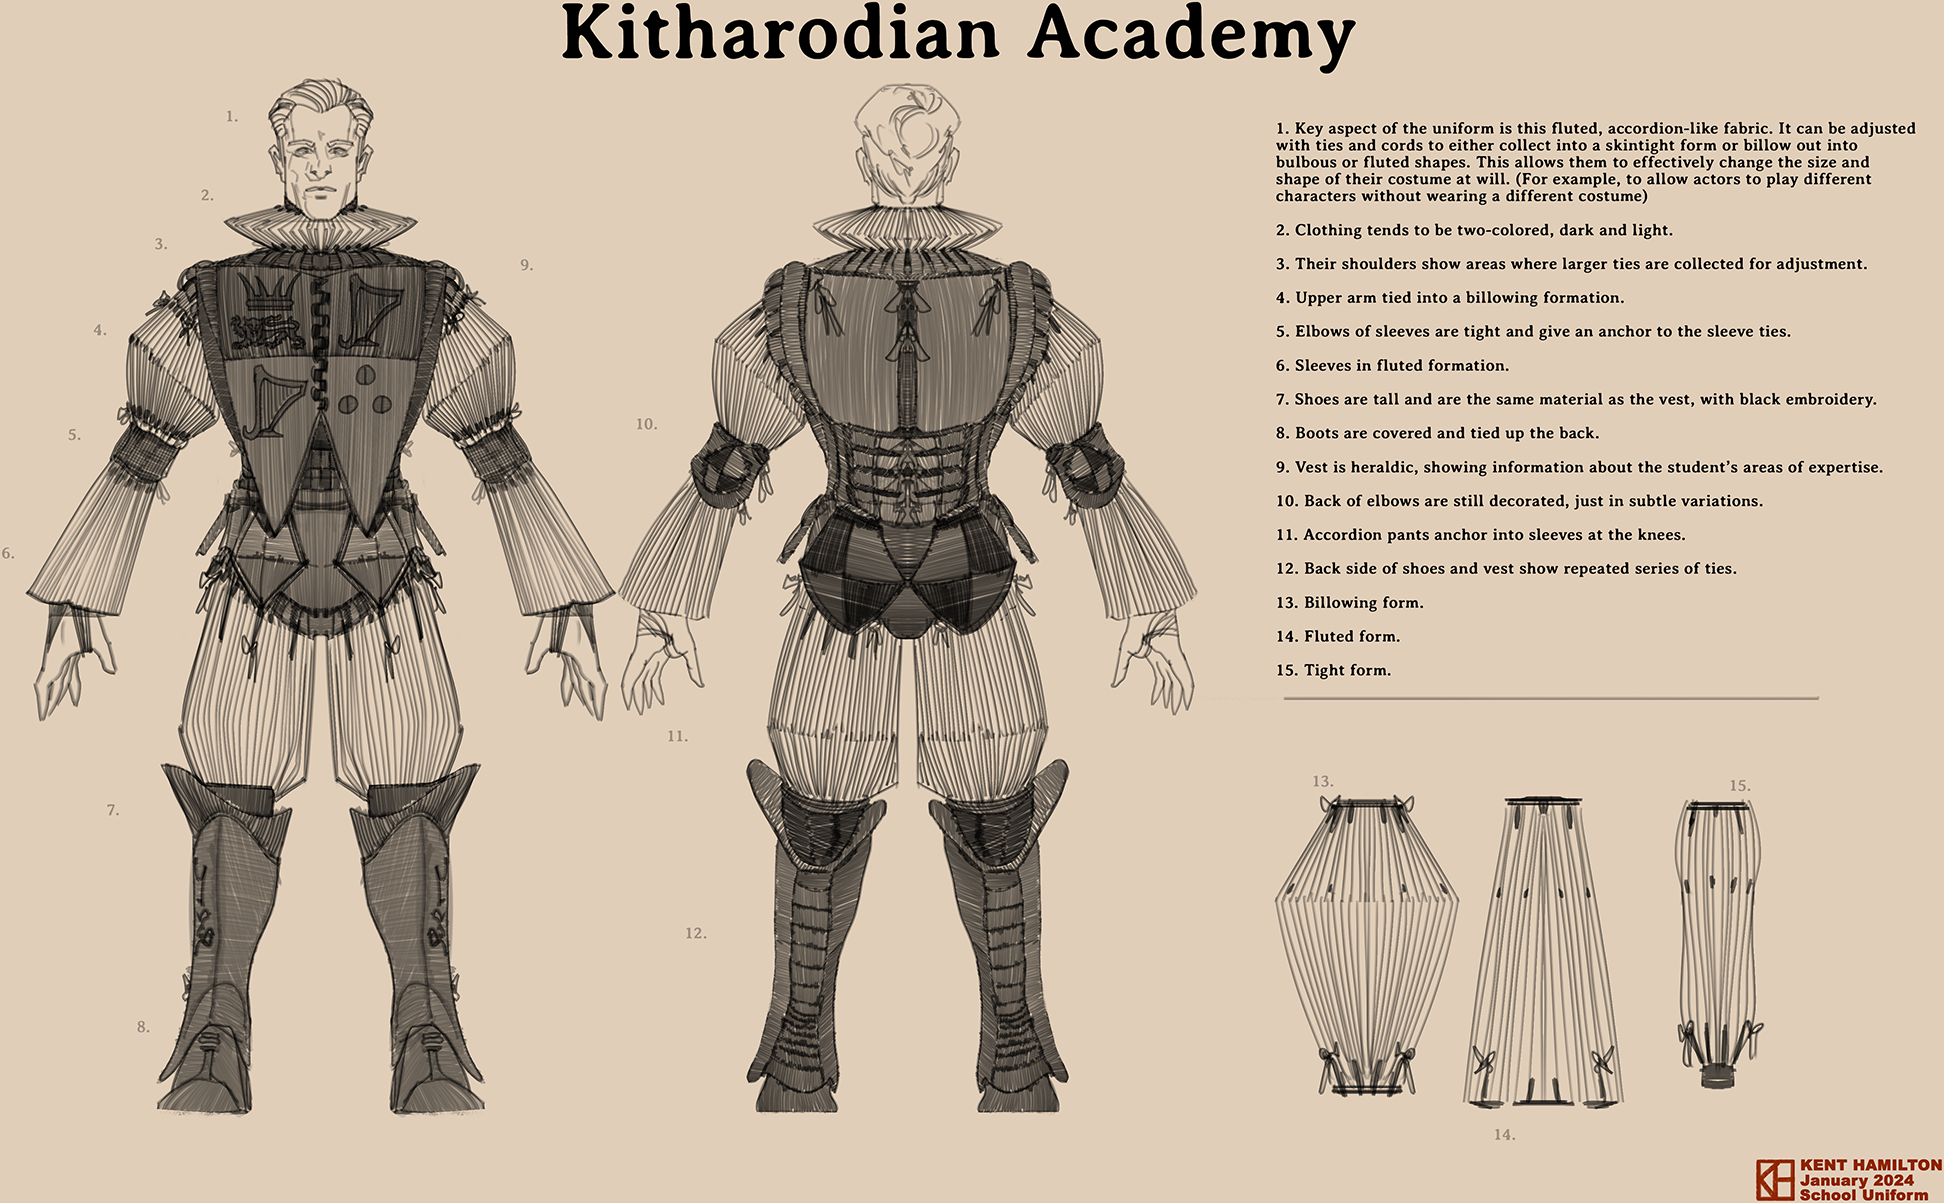 Kitharodian Academy
1.
2.
3.
4.
5.
6.
7.
8.
9.
10.
11.
12.
1. Key aspect of the uniform is this fluted, accordion-like fabric. It can be adjusted
with ties and cords to either collect into a skintight form or billow out into
bulbous or fluted shapes. This allows them to effectively change the size and
shape of their costume at will. (For example, to allow actors to play different
characters without wearing a different costume)
2. Clothing tends to be two-colored, dark and light.
3. Their shoulders show areas where larger ties are collected for adjustment.
4. Upper arm tied into a billowing formation.
5. Elbows of sleeves are tight and give an anchor to the sleeve ties.
6. Sleeves in fluted formation.
7. Shoes are tall and are the same material as the vest, with black embroidery.
8. Boots are covered and tied up the back.
9. Vest is heraldic, showing information about the student's areas of expertise.
10. Back of elbows are still decorated, just in subtle variations.
11. Accordion pants anchor into sleeves at the knees.
12. Back side of shoes and vest show repeated series of ties.
13. Billowing form.
14. Fluted form.
15. Tight form.
13.
15.
14.
KENT HAMILTON
January 2024
School Uniform